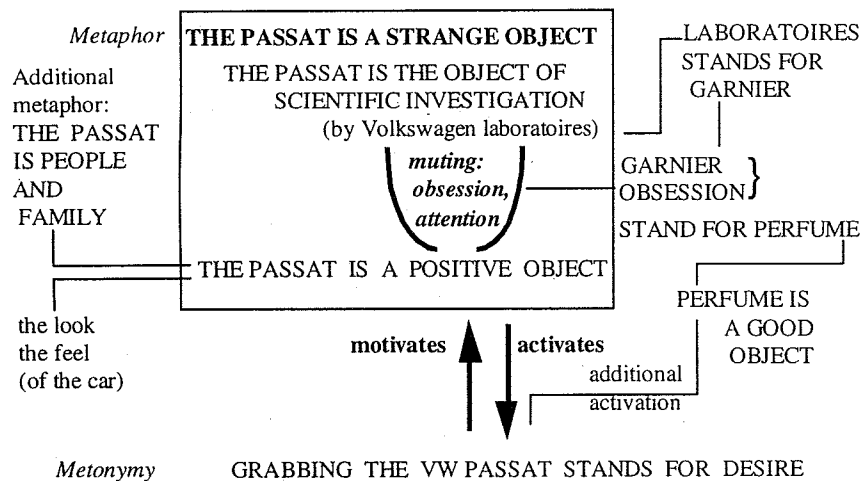 Metaphor THE PASSAT IS A STRANGE OBJECT
THE PASSAT IS THE OBJECT OF
SCIENTIFIC INVESTIGATION
(by Volkswagen laboratoires)
muting:
obsession,
attention
THE PASSAT IS A POSITIVE OBJECT
Additional
metaphor:
THE PASSAT
IS PEOPLE
AND
FAMILY
the look
the feel
(of the car)
LABORATOIRES
STANDS FOR
GARNIER
GARNIER
OBSESSION}
STAND FOR PERFUME
PERFUME IS
A GOOD
OBJECT
motivates
activates
additional
activation
Metonymy GRABBING THE VW PASSAT STANDS FOR DESIRE